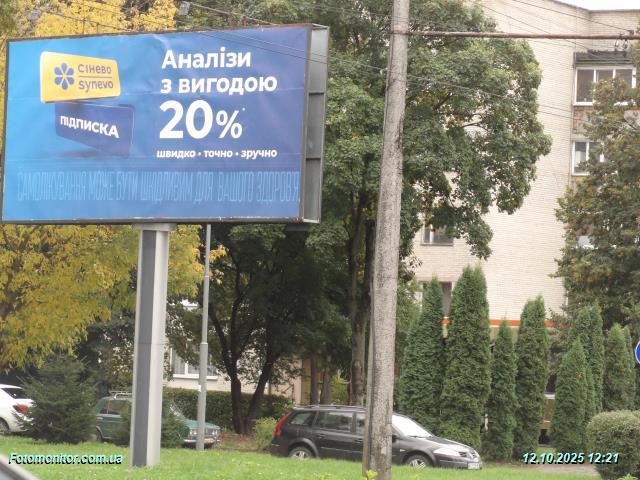 Сінево
Synevo
ПІДПИСКА
Аналізи
з вигодою
20%*
швидко • точно • зручно
САМОЛІКУВАННЯ МОЖЕ БУТИ ШКІДЛИВИМ ДЛЯ ВАШОГО ЗДОРОВ'Я
Fotomonitor.com.ua
12.10.2025 12:21